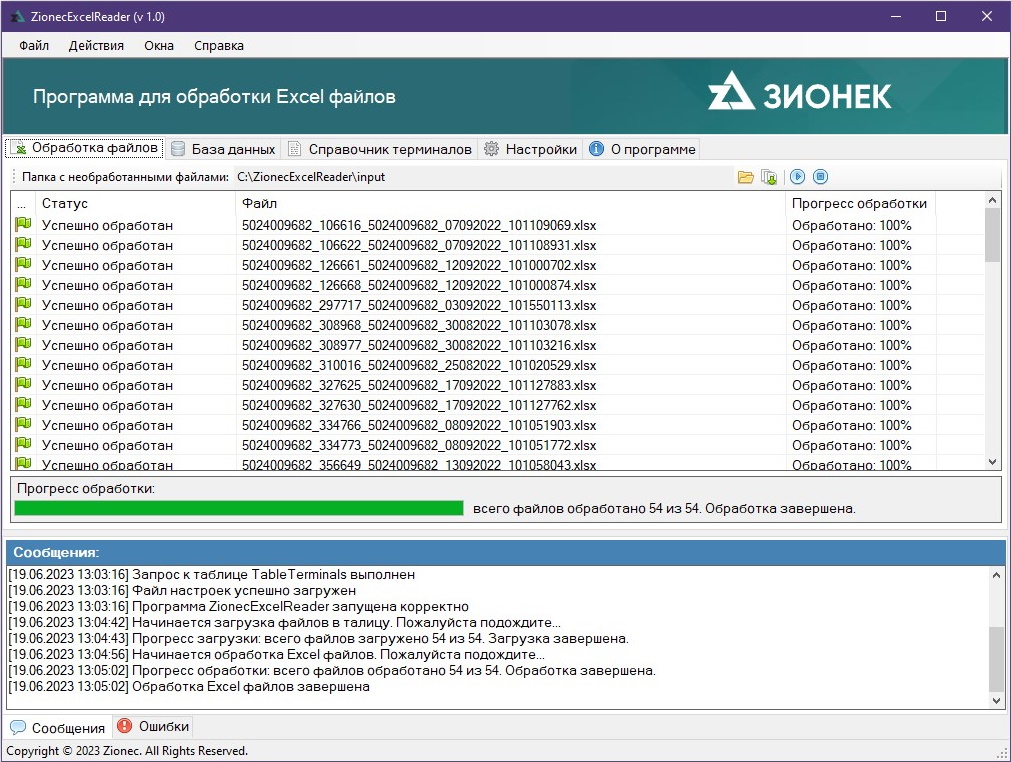 ZionecExcelReader (v 1.0)
Файл Действия Окна Справка
Программа для обработки Excel файлов
ZΔ ЗИОНЕК
Обработка файлов База данных Справочник терминалов Настройки О программе
Папка с необработанными файлами: C:\ZionecExcelReader\input
... Статус Файл Прогресс обработки
Успешно обработан 5024009682_106616_5024009682_07092022_101109069.xlsx Обработано: 100%
Успешно обработан 5024009682_106622_5024009682_07092022_101108931.xlsx Обработано: 100%
Успешно обработан 5024009682_126661_5024009682_12092022_101000702.xlsx Обработано: 100%
Успешно обработан 5024009682_126668_5024009682_12092022_101000874.xlsx Обработано: 100%
Успешно обработан 5024009682_297717_5024009682_03092022_101550113.xlsx Обработано: 100%
Успешно обработан 5024009682_308968_5024009682_30082022_101103078.xlsx Обработано: 100%
Успешно обработан 5024009682_308977_5024009682_30082022_101103216.xlsx Обработано: 100%
Успешно обработан 5024009682_310016_5024009682_25082022_101020529.xlsx Обработано: 100%
Успешно обработан 5024009682_327625_5024009682_17092022_101127883.xlsx Обработано: 100%
Успешно обработан 5024009682_327630_5024009682_17092022_101127762.xlsx Обработано: 100%
Успешно обработан 5024009682_334766_5024009682_08092022_101051903.xlsx Обработано: 100%
Успешно обработан 5024009682_334773_5024009682_08092022_101051772.xlsx Обработано: 100%
Успешно обработан 5024009682_356649_5024009682_13092022_101058043.xlsx Обработано: 100%
Прогресс обработки:
всего файлов обработано 54 из 54. Обработка завершена.
Сообщения:
[19.06.2023 13:03:16] Запрос к таблице TableTerminals выполнен
[19.06.2023 13:03:16] Файл настроек успешно загружен
[19.06.2023 13:03:16] Программа ZionecExcelReader запущена корректно
[19.06.2023 13:04:42] Начинается загрузка файлов в талицу. Пожалуйста подождите...
[19.06.2023 13:04:43] Прогресс загрузки: всего файлов загружено 54 из 54. Загрузка завершена.
[19.06.2023 13:04:56] Начинается обработка Excel файлов. Пожалуйста подождите...
[19.06.2023 13:05:02] Прогресс обработки: всего файлов обработано 54 из 54. Обработка завершена.
[19.06.2023 13:05:02] Обработка Excel файлов завершена
Сообщения Ошибки
Copyright © 2023 Zionec. All Rights Reserved.